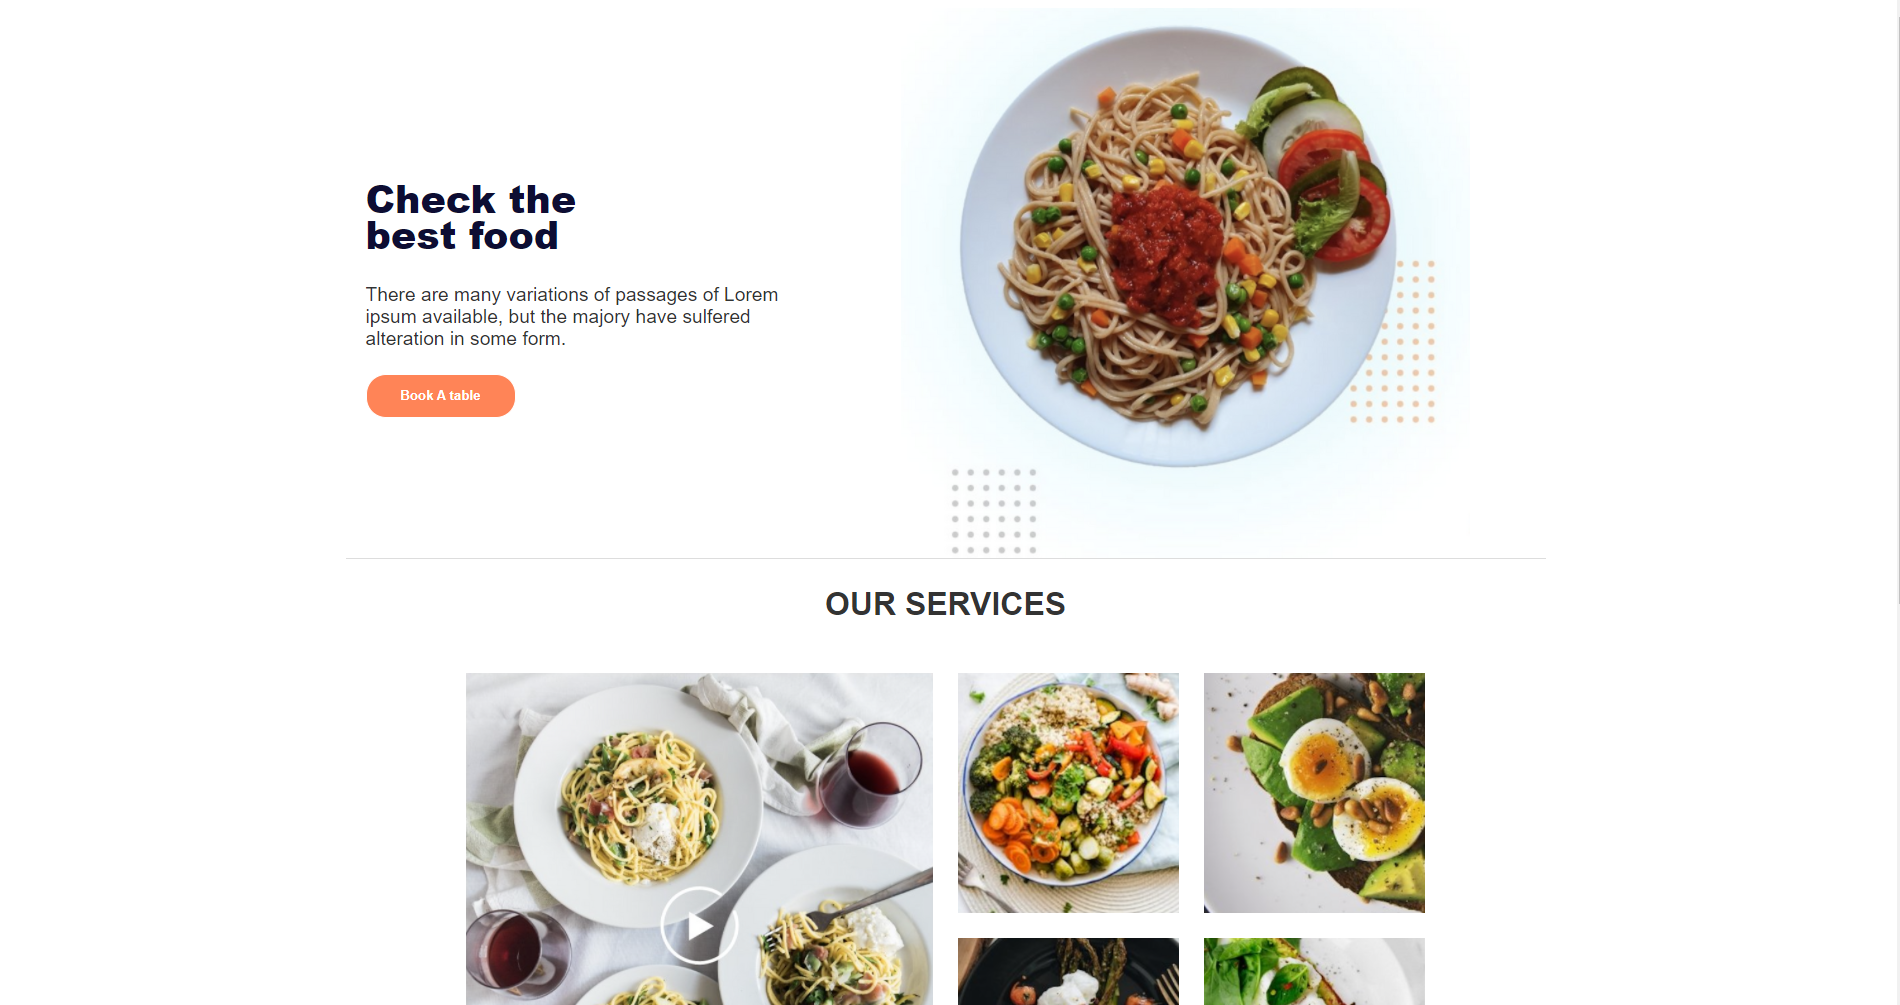 Check the
best food
There are many variations of passages of Lorem
ipsum available, but the majory have sulfered
alteration in some form.
Book A table
OUR SERVICES